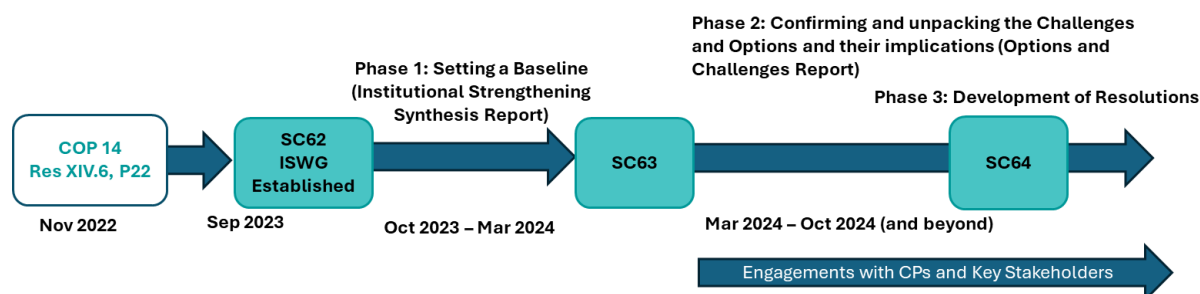 Phase 2: Confirming and unpacking the Challenges
and Options and their implications (Options and
Challenges Report)
Phase 1: Setting a Baseline
(Institutional Strengthening
Synthesis Report)
Phase 3: Development of Resolutions
COP 14
Res XIV.6, P22
SC62
ISWG
Established
SC63
SC64
Nov 2022
Sep 2023
Oct 2023 – Mar 2024
Mar 2024 – Oct 2024 (and beyond)
Engagements with CPs and Key Stakeholders